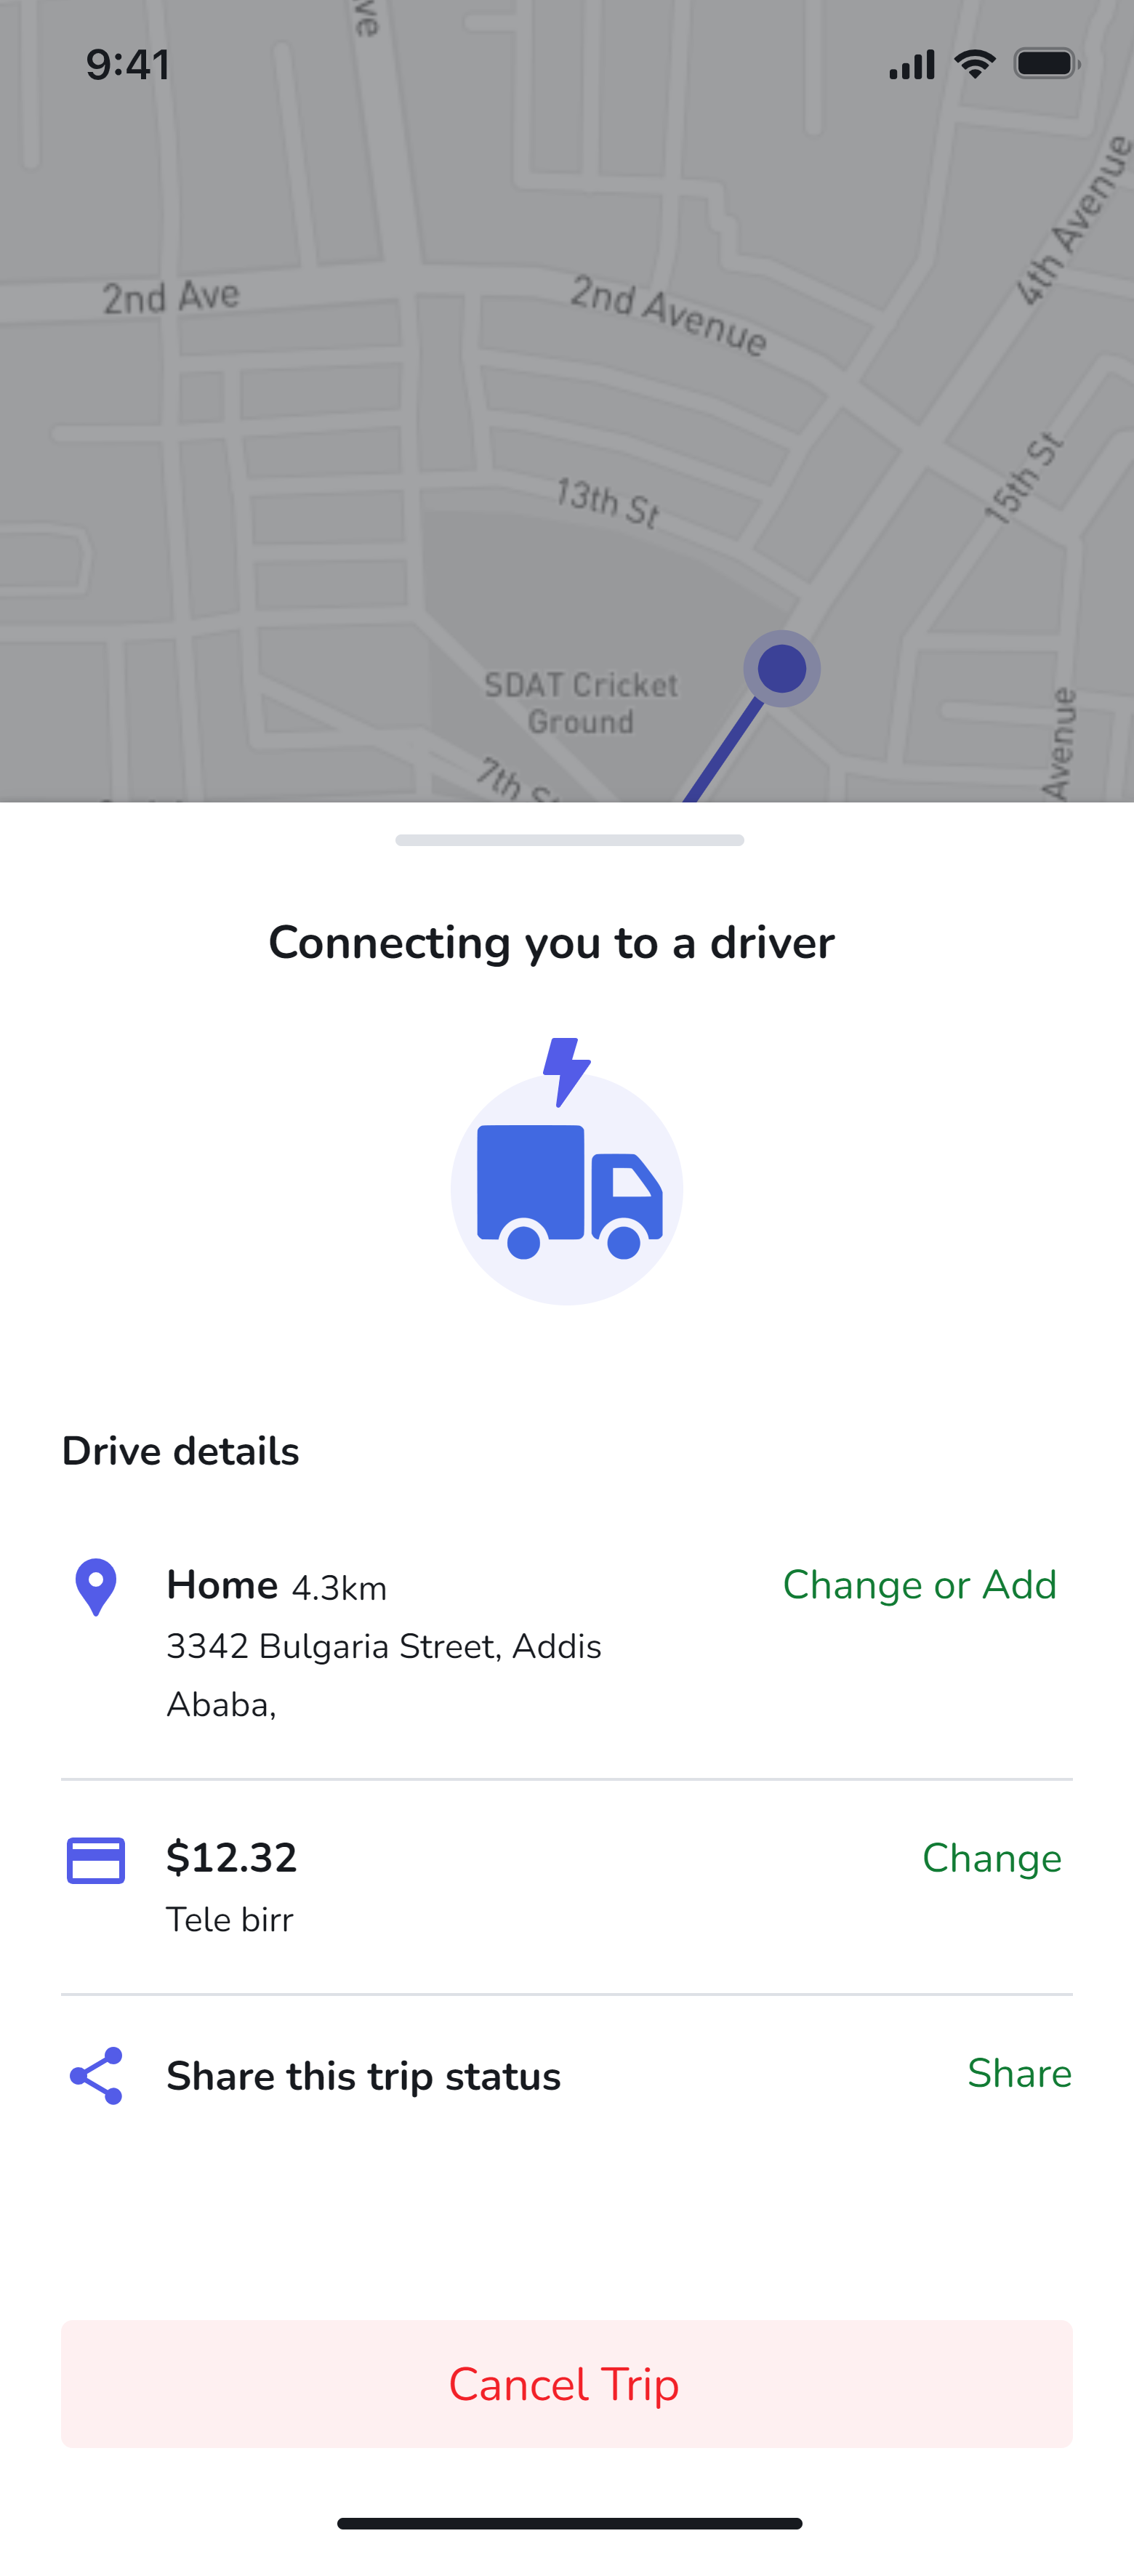 ve
9:41
4th Avenue
2nd Ave
2nd Avenue
15th St
13th St
SDAT Cricket
Ground
Avenue
7th St
Connecting you to a driver
Drive details
Home 4.3km
Change or Add
3342 Bulgaria Street, Addis
Ababa,
$12.32
Change
Tele birr
Share this trip status
Share
Cancel Trip